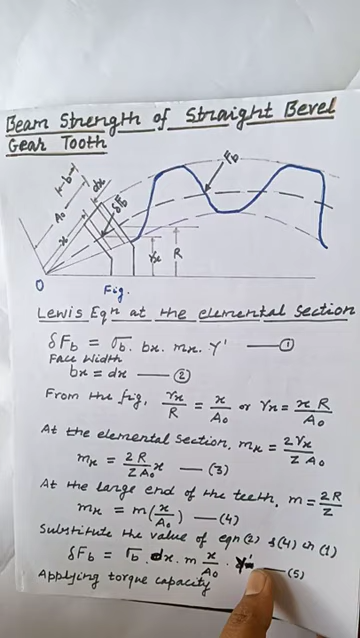 Beam Strength of Straight Bevel
Gear Tooth
b
dx
A₀
δFb
Fb
x
rx
R
O
Fig.
Lewis Eqn at the elemental Section
δFb = σb. bx. mx. Y' — ①
Face Width
bx = dx — ②
From the fig, rx/R = x/A₀ or rx = xR/A₀
At the elemental section, mx = 2rx/Z A₀
mx = 2R/ZA₀ x — (3)
At the large end of the teeth, m = 2R/Z
mx = m(x/A₀) — (4)
Substitute the value of eqn (2) & (4) in (1)
δFb = σb. dx. m x/A₀. Y' — (5)
Applying torque capacity